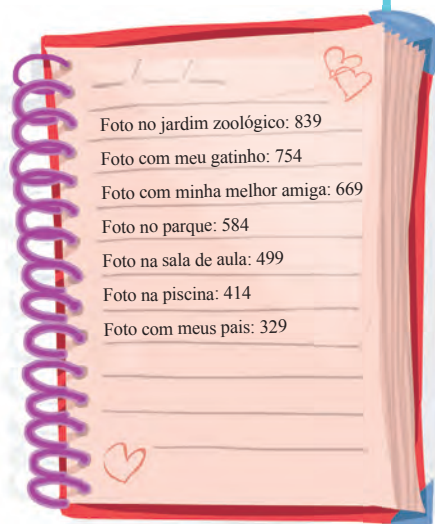 Foto no jardim zoológico: 839
Foto com meu gatinho: 754
Foto com minha melhor amiga: 669
Foto no parque: 584
Foto na sala de aula: 499
Foto na piscina: 414
Foto com meus pais: 329